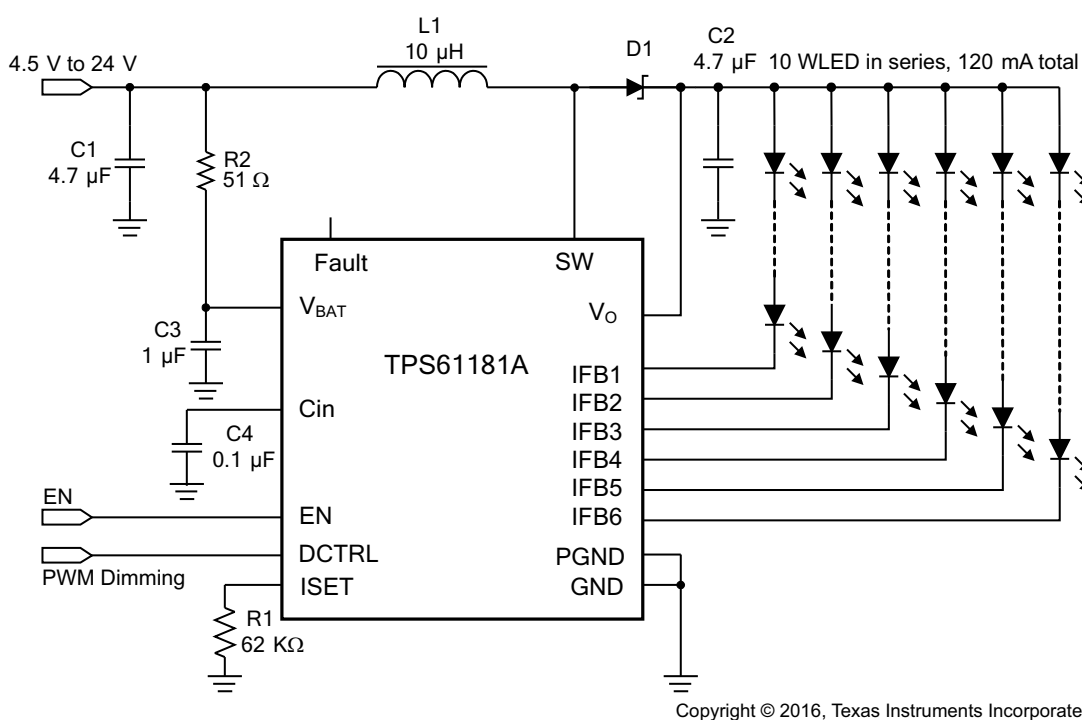 L1
10 µH
D1
C2
4.7 µF
10 WLED in series, 120 mA total
4.5 V to 24 V
C1
4.7 µF
R2
51 Ω
Fault
SW
VBAT
VO
C3
1 µF
TPS61181A
IFB1
IFB2
IFB3
IFB4
IFB5
IFB6
Cin
C4
0.1 µF
EN
EN
DCTRL
PWM Dimming
ISET
PGND
GND
R1
62 KΩ
Copyright © 2016, Texas Instruments Incorporate